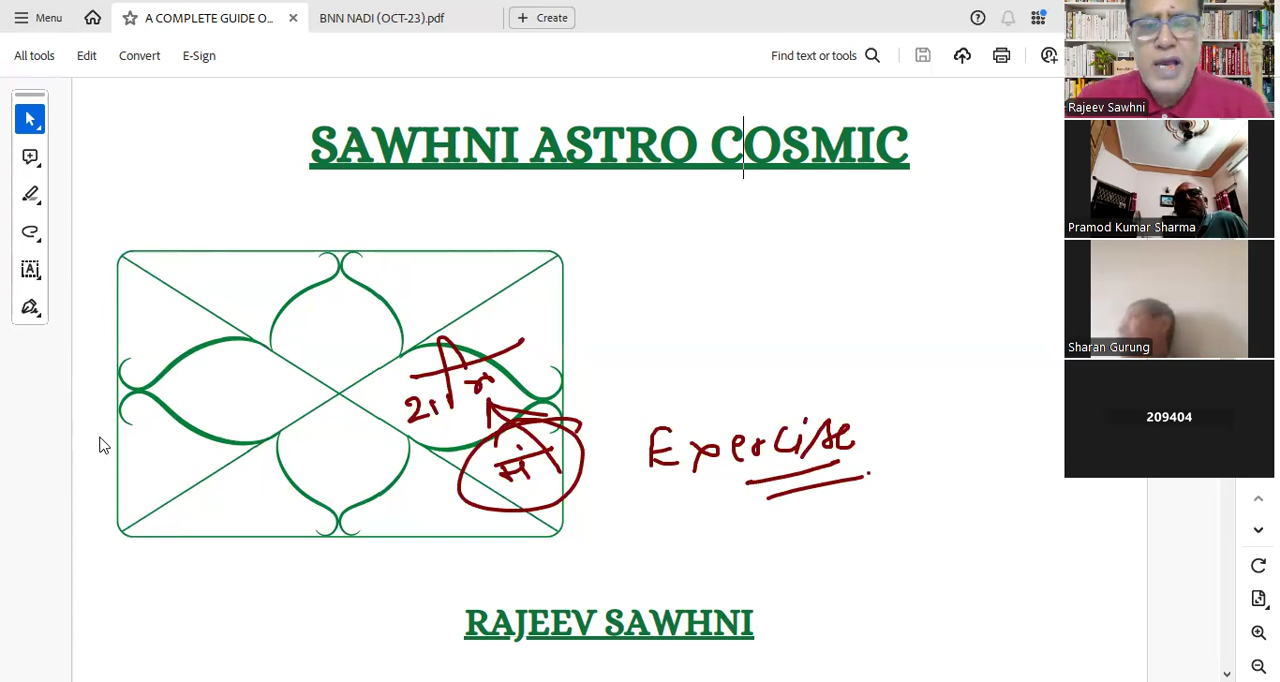 Menu
A COMPLETE GUIDE O...
BNN NADI (OCT-23).pdf
Create
All tools
Edit
Convert
E-Sign
Find text or tools
SAWHNI ASTRO COSMIC
Exercise
RAJEEV SAWHNI
Rajeev Sawhni
Pramod Kumar Sharma
Sharan Gurung
209404